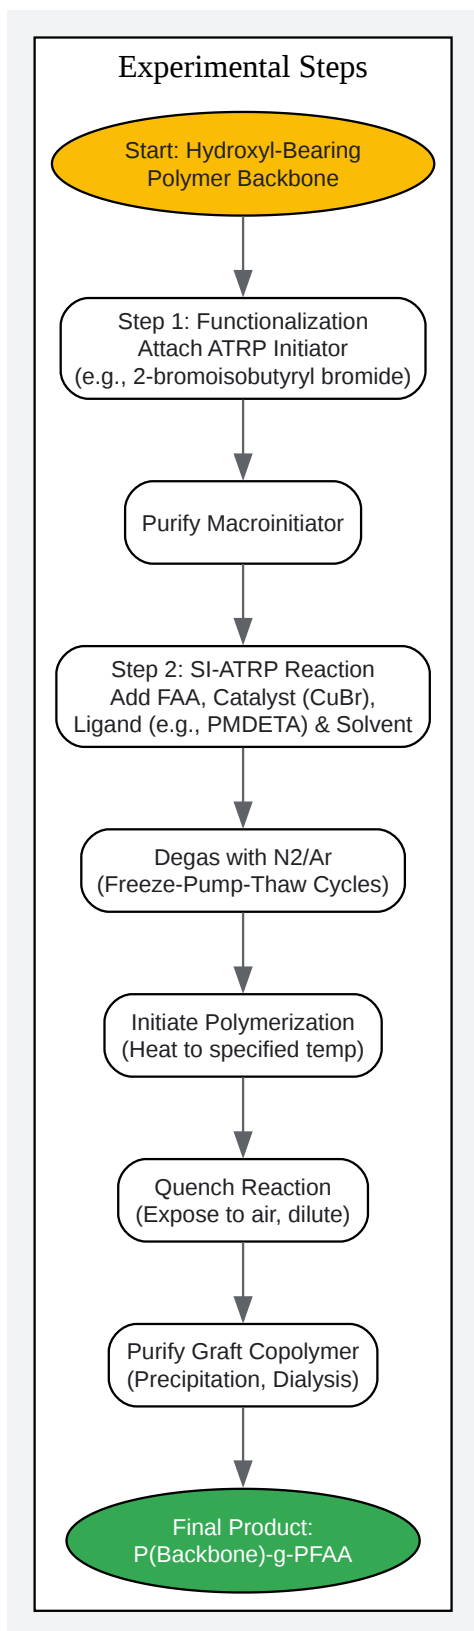 Experimental Steps
Start: Hydroxyl-Bearing
Polymer Backbone
Step 1: Functionalization
Attach ATRP Initiator
(e.g., 2-bromoisobutyryl bromide)
Purify Macroinitiator
Step 2: SI-ATRP Reaction
Add FAA, Catalyst (CuBr),
Ligand (e.g., PMDETA) & Solvent
Degas with N2/Ar
(Freeze-Pump-Thaw Cycles)
Initiate Polymerization
(Heat to specified temp)
Quench Reaction
(Expose to air, dilute)
Purify Graft Copolymer
(Precipitation, Dialysis)
Final Product:
P(Backbone)-g-PFAA